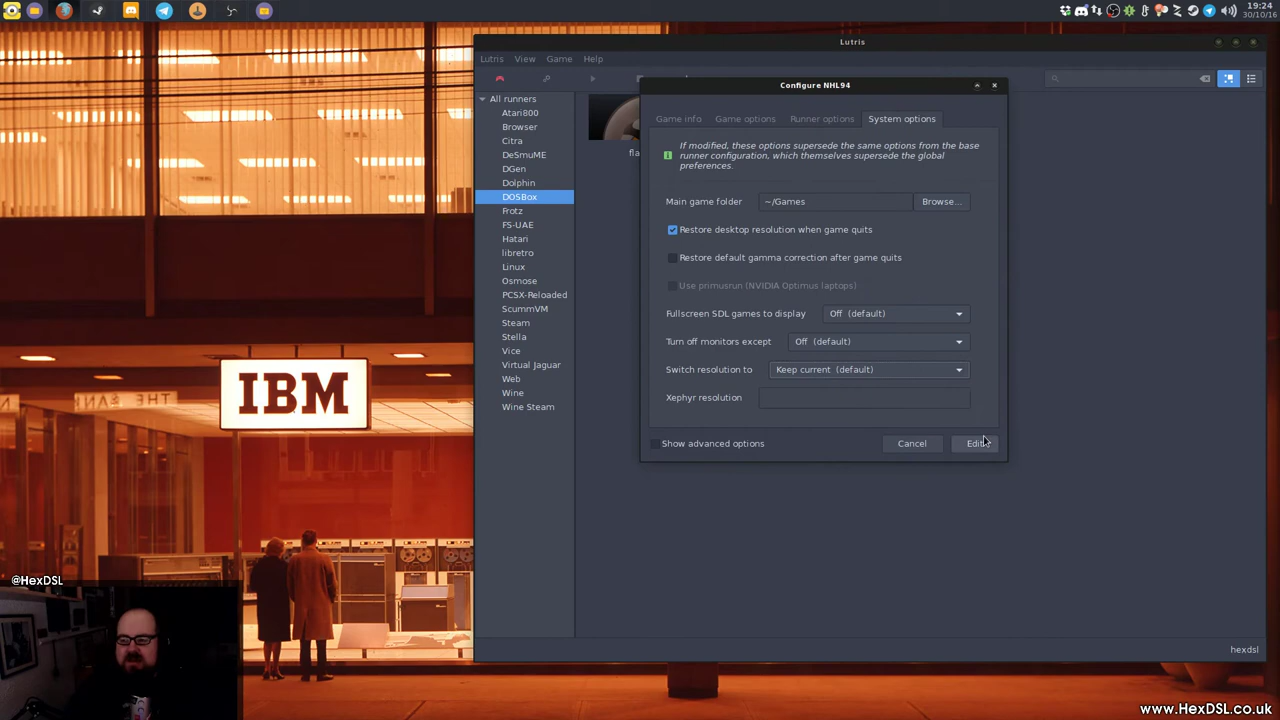 19:24
30/10/16
Lutris
Lutris View Game Help
All runners
Atari800
Browser
Citra
DeSmuME
DGen
Dolphin
DOSBox
Frotz
FS-UAE
Hatari
libretro
Linux
Osmose
PCSX-Reloaded
ScummVM
Steam
Stella
Vice
Virtual Jaguar
Web
Wine
Wine Steam
fla
Configure NHL94
Game info Game options Runner options System options
If modified, these options supersede the same options from the base
runner configuration, which themselves supersede the global
preferences.
Main game folder ~/Games Browse...
Restore desktop resolution when game quits
Restore default gamma correction after game quits
Use primusrun (NVIDIA Optimus laptops)
Fullscreen SDL games to display Off (default)
Turn off monitors except Off (default)
Switch resolution to Keep current (default)
Xephyr resolution
Show advanced options Cancel Edit
hexdsl
THE BAN
IBM
@HexDSL
www.HexDSL.co.uk